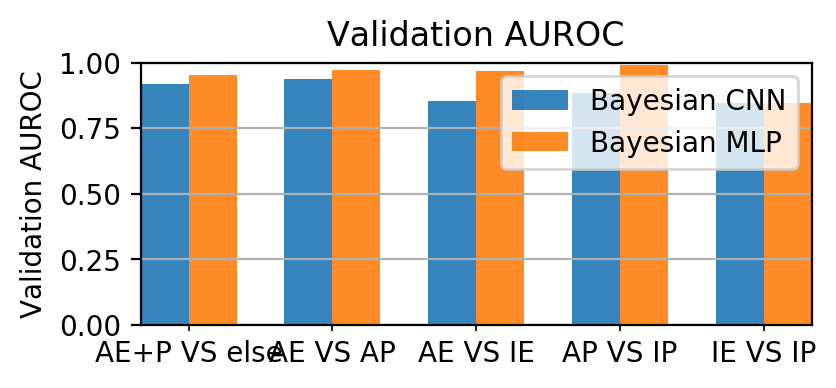 Validation AUROC
Validation AUROC
1.00
0.75
0.50
0.25
0.00
Bayesian CNN
Bayesian MLP
AE+P VS else
AE VS AP
AE VS IE
AP VS IP
IE VS IP